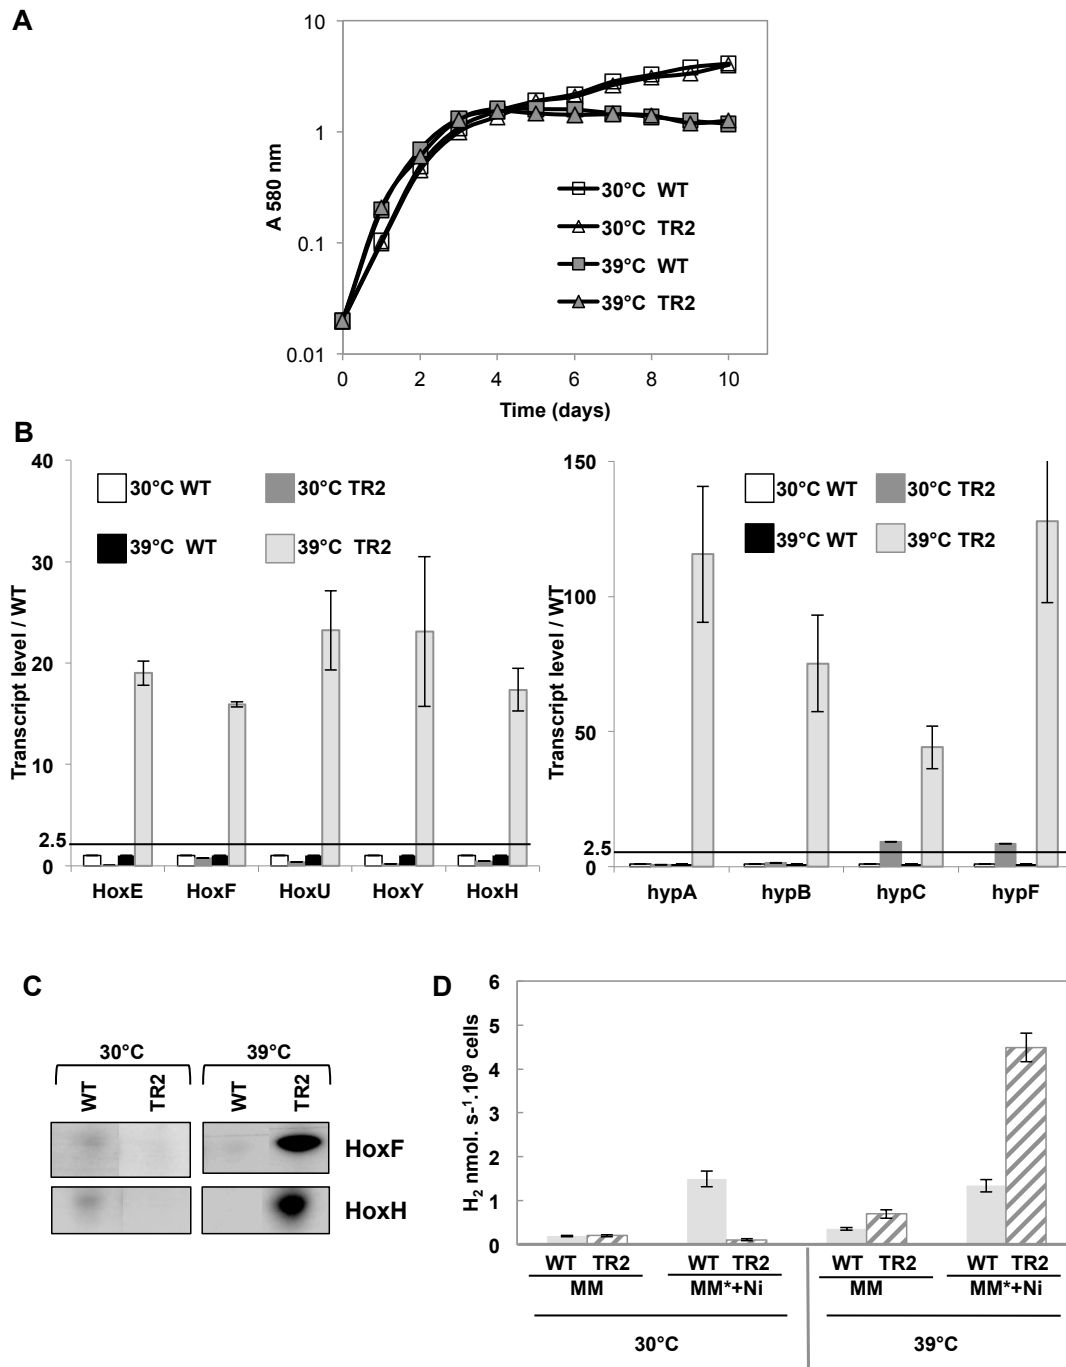 A
10
1
0.1
0.01
A 580 nm
30°C WT
30°C TR2
39°C WT
39°C TR2
0 2 4 6 8 10
Time (days)
B
40
30
20
10
0
2.5
Transcript level / WT
30°C WT
30°C TR2
39°C WT
39°C TR2
HoxE HoxF HoxU HoxY HoxH
150
100
50
0
2.5
Transcript level / WT
30°C WT
30°C TR2
39°C WT
39°C TR2
hypA hypB hypC hypF
C
30°C 39°C
WT TR2 WT TR2
HoxF
HoxH
D
6
5
4
3
2
1
0
H₂ nmol. s⁻¹.10⁹ cells
WT TR2 WT TR2 WT TR2 WT TR2
MM MM*+Ni MM MM*+Ni
30°C 39°C